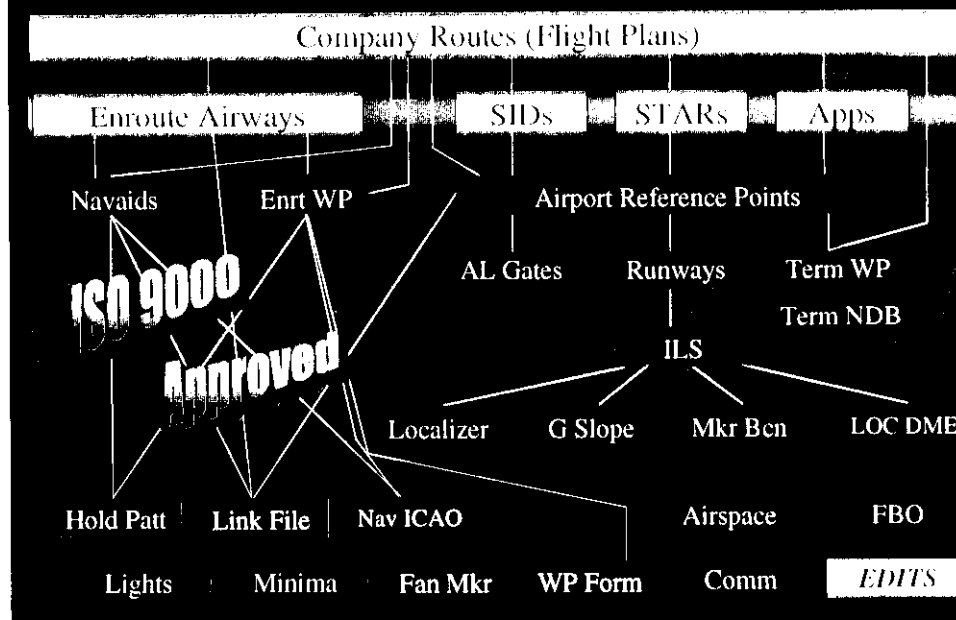 Company Routes (Flight Plans)
Enroute Airways SIDs STARs Apps
Navaids Enrt WP Airport Reference Points
AL Gates Runways Term WP
Term NDB
ISO 9000
Approved
ILS
Localizer G Slope Mkr Bcn LOC DME
Hold Patt Link File Nav ICAO Airspace FBO
Lights Minima Fan Mkr WP Form Comm EDITS